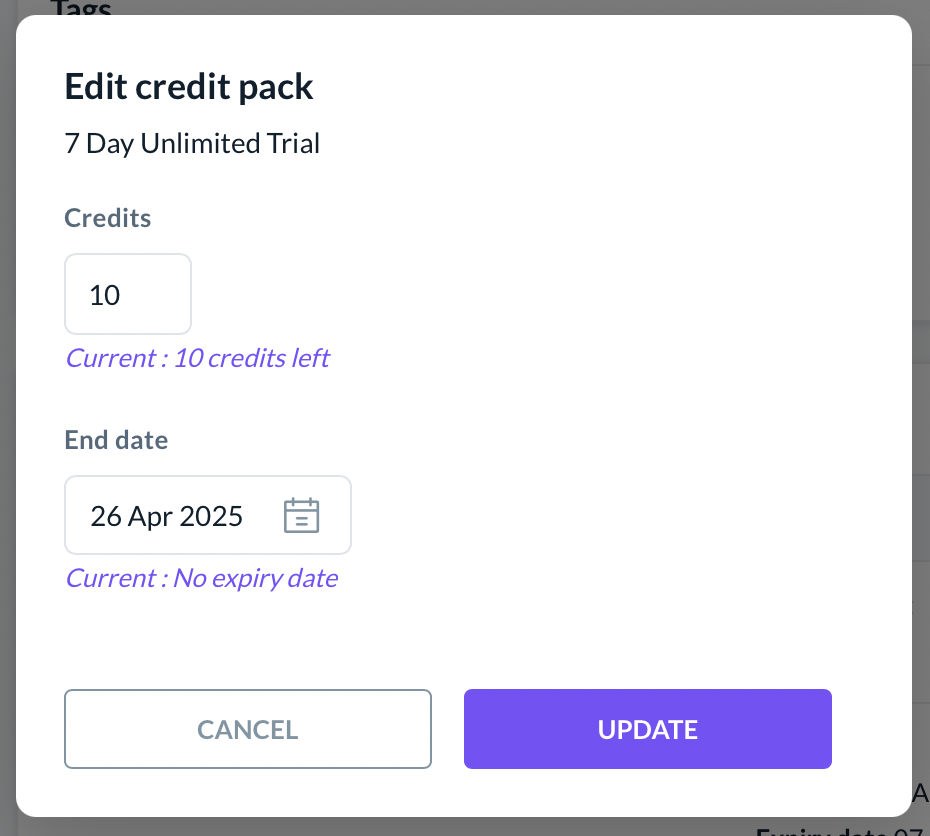 Tags
Edit credit pack
7 Day Unlimited Trial
Credits
10
Current : 10 credits left
End date
26 Apr 2025
Current : No expiry date
CANCEL
UPDATE
A
Expiry date 07